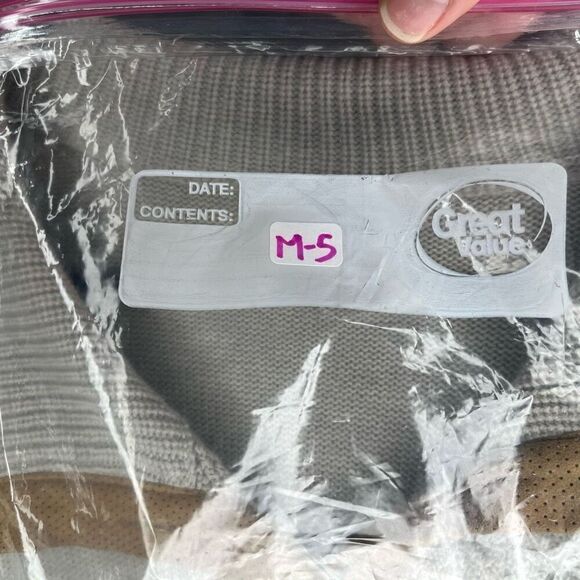 DATE:
CONTENTS:
M-5
Great
Value